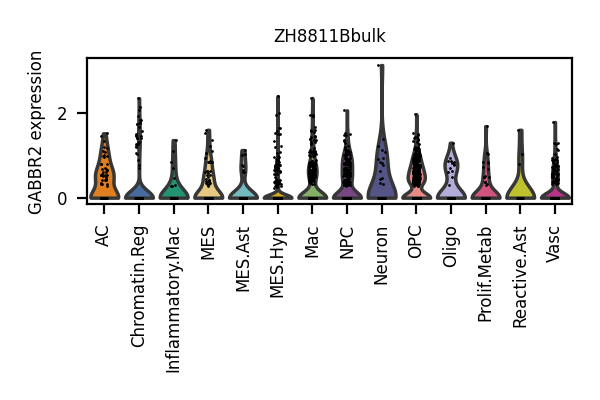 ZH8811Bbulk
GABBR2 expression
2
0
AC
Chromatin.Reg
Inflammatory.Mac
MES
MES.Ast
MES.Hyp
Mac
NPC
Neuron
OPC
Oligo
Prolif.Metab
Reactive.Ast
Vasc